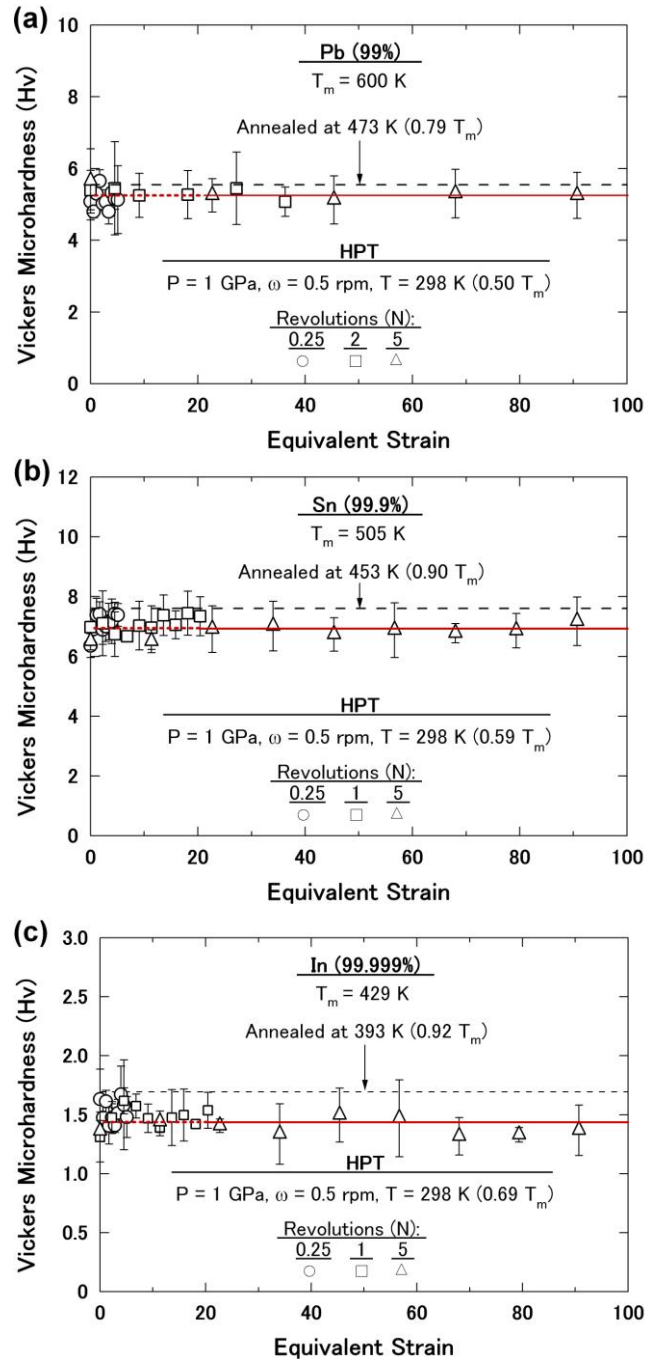 (a)
10
8
6
4
2
0
Vickers Microhardness (Hv)
Pb (99%)
Tm = 600 K
Annealed at 473 K (0.79 Tm)
HPT
P = 1 GPa, ω = 0.5 rpm, T = 298 K (0.50 Tm)
Revolutions (N):
0.25 2 5
0 20 40 60 80 100
Equivalent Strain
(b)
12
10
8
6
4
2
0
Vickers Microhardness (Hv)
Sn (99.9%)
Tm = 505 K
Annealed at 453 K (0.90 Tm)
HPT
P = 1 GPa, ω = 0.5 rpm, T = 298 K (0.59 Tm)
Revolutions (N):
0.25 1 5
0 20 40 60 80 100
Equivalent Strain
(c)
3.0
2.5
2.0
1.5
1.0
0.5
0.0
Vickers Microhardness (Hv)
In (99.999%)
Tm = 429 K
Annealed at 393 K (0.92 Tm)
HPT
P = 1 GPa, ω = 0.5 rpm, T = 298 K (0.69 Tm)
Revolutions (N):
0.25 1 5
0 20 40 60 80 100
Equivalent Strain